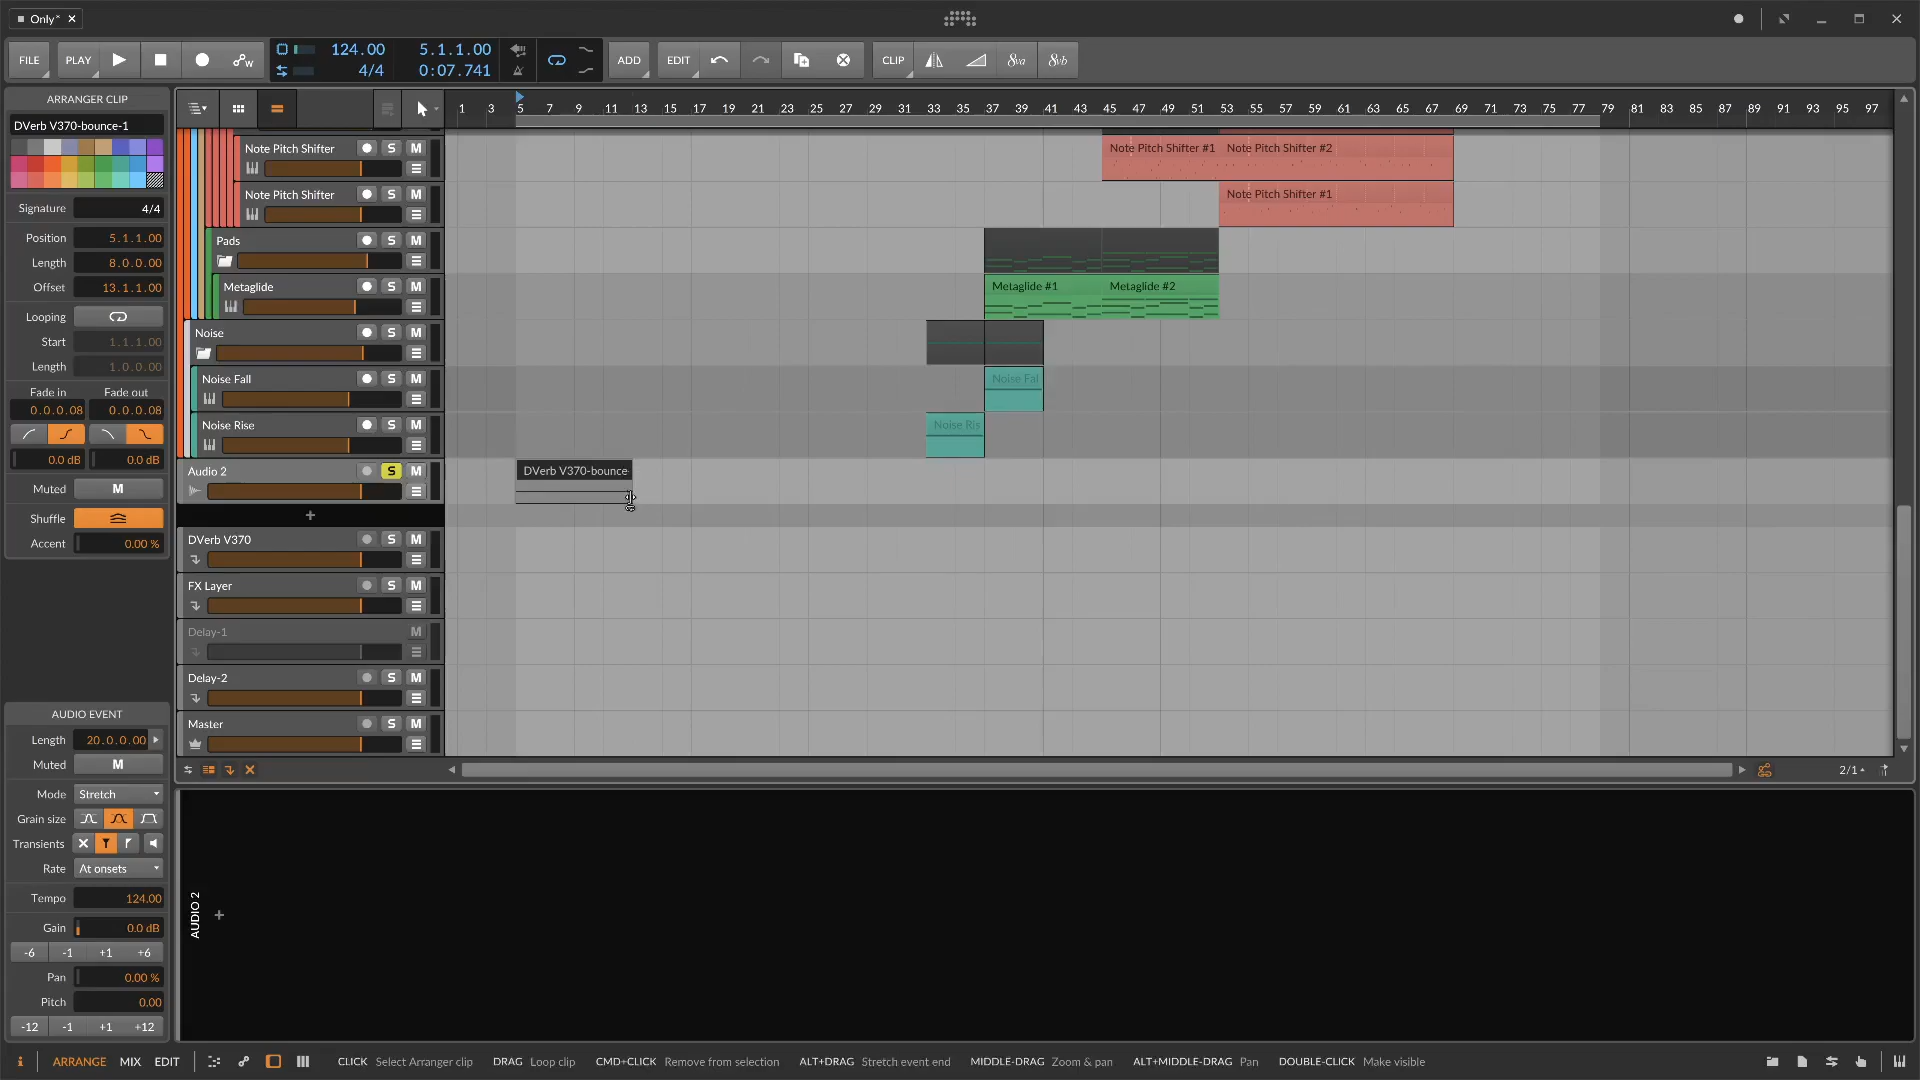 Only*
FILE
PLAY
124.00
4/4
5.1.1.00
0:07.741
ADD
EDIT
CLIP
8va
8vb
ARRANGER CLIP
DVerb V370-bounce-1
Signature 4/4
Position 5.1.1.00
Length 8.0.0.00
Offset 13.1.1.00
Looping
Start 1.1.1.00
Length 1.0.0.00
Fade in Fade out
0.0.0.08 0.0.0.08
0.0 dB 0.0 dB
Muted M
Shuffle
Accent 0.00 %
1 3 5 7 9 11 13 15 17 19 21 23 25 27 29 31 33 35 37 39 41 43 45 47 49 51 53 55 57 59 61 63 65 67 69 71 73 75 77 79 81 83 85 87 89 91 93 95 97
Note Pitch Shifter S M
Note Pitch Shifter #1 Note Pitch Shifter #2
Note Pitch Shifter S M
Note Pitch Shifter #1
Pads S M
Metaglide S M
Metaglide #1 Metaglide #2
Noise S M
Noise Fall S M
Noise Fal
Noise Rise S M
Noise Ris
Audio 2 S M
DVerb V370-bounce
+
DVerb V370 S M
FX Layer S M
Delay-1 M
Delay-2 S M
Master S M
2/1
AUDIO EVENT
Length 20.0.0.00
Muted M
Mode Stretch
Grain size
Transients
Rate At onsets
Tempo 124.00
Gain 0.0 dB
-6 -1 +1 +6
Pan 0.00 %
Pitch 0.00
-12 -1 +1 +12
AUDIO 2
+
i ARRANGE MIX EDIT
CLICK Select Arranger clip DRAG Loop clip CMD+CLICK Remove from selection ALT+DRAG Stretch event end MIDDLE-DRAG Zoom & pan ALT+MIDDLE-DRAG Pan DOUBLE-CLICK Make visible